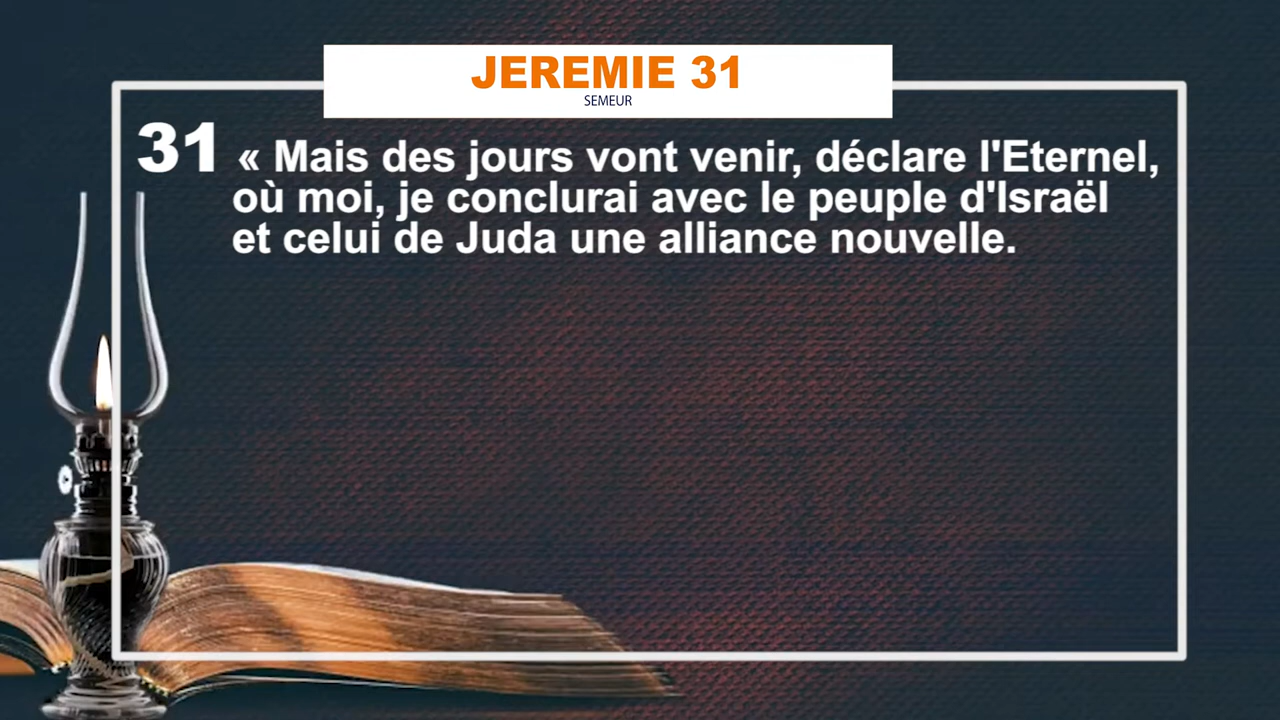 JEREMIE 31
SEMEUR
31 « Mais des jours vont venir, déclare l'Eternel,
où moi, je conclurai avec le peuple d'Israël
et celui de Juda une alliance nouvelle.